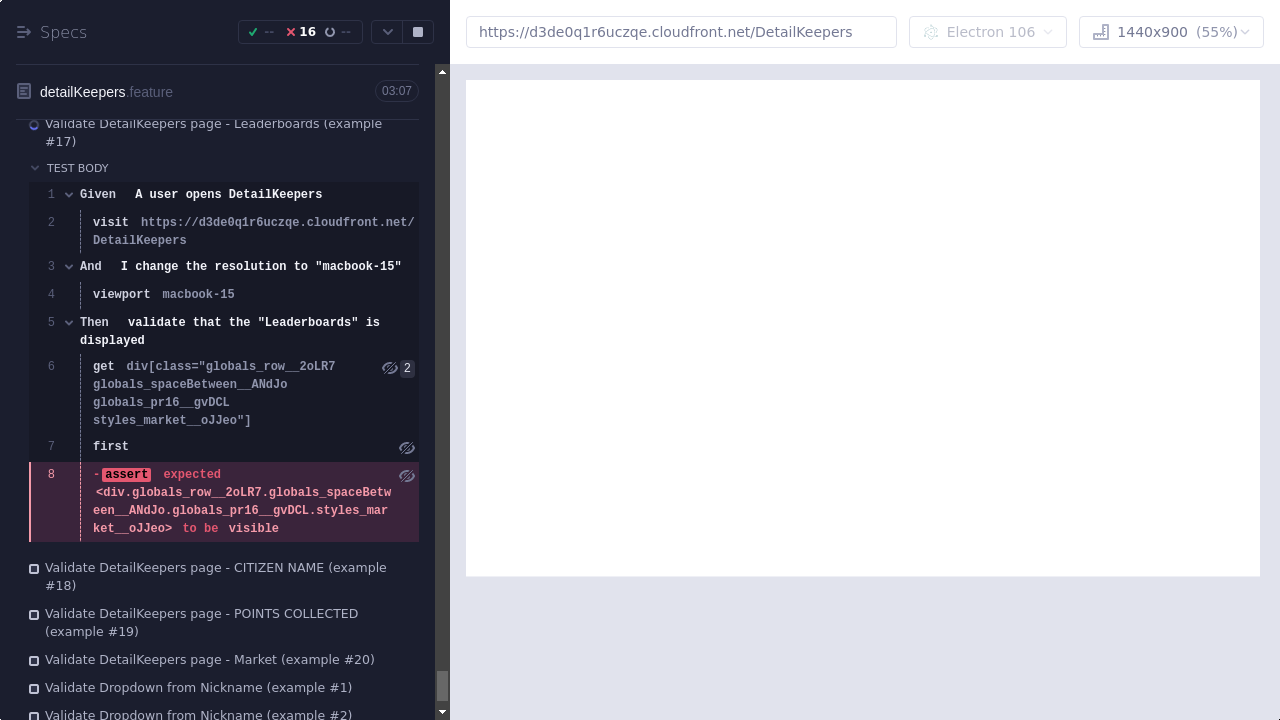 Specs
-- 16 --
https://d3de0q1r6uczqe.cloudfront.net/DetailKeepers
Electron 106
1440x900 (55%)
detailKeepers.feature
03:07
Validate DetailKeepers page - Leaderboards (example
#17)
TEST BODY
1 Given A user opens DetailKeepers
2 visit https://d3de0q1r6uczqe.cloudfront.net/
DetailKeepers
3 And I change the resolution to "macbook-15"
4 viewport macbook-15
5 Then validate that the "Leaderboards" is
displayed
6 get div[class="globals_row__2oLR7 2
globals_spaceBetween__ANdJo
globals_pr16__gvDCL
styles_market__oJJeo"]
7 first
8 -assert expected
<div.globals_row__2oLR7.globals_spaceBetw
een__ANdJo.globals_pr16__gvDCL.styles_mar
ket__oJJeo> to be visible
Validate DetailKeepers page - CITIZEN NAME (example
#18)
Validate DetailKeepers page - POINTS COLLECTED
(example #19)
Validate DetailKeepers page - Market (example #20)
Validate Dropdown from Nickname (example #1)
Validate Dropdown from Nickname (example #2)